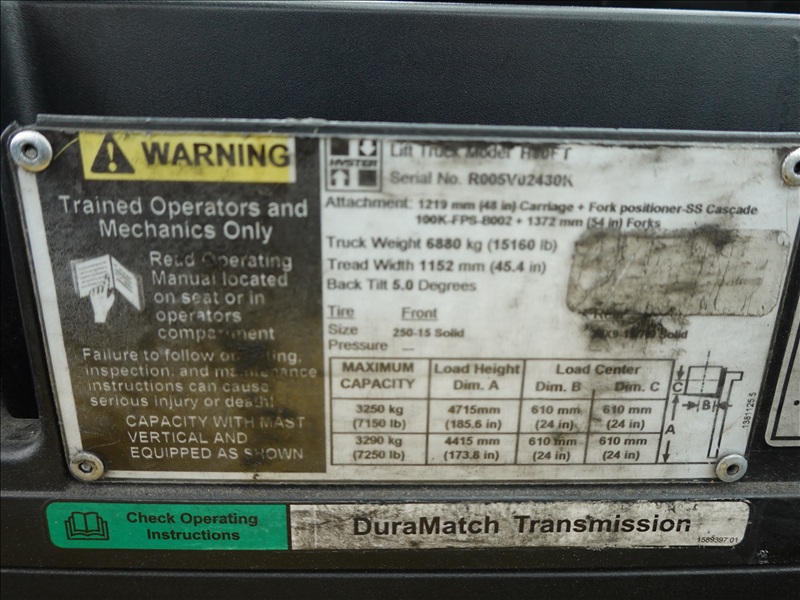 WARNING
Trained Operators and
Mechanics Only
Read Operating
Manual located
on seat or in
operators
compartment
Failure to follow operating,
inspection, and maintenance
instructions can cause
serious injury or death!
CAPACITY WITH MAST
VERTICAL AND
EQUIPPED AS SHOWN
HYSTER
Lift Truck Model
Serial No. R005V02430K
Attachment: 1219 mm (48 in) Carriage + Fork positioner-SS Cascade
100K-FPS-B002 + 1372 mm (54 in) Forks
Truck Weight 6880 kg (15160 lb)
Tread Width 1152 mm (45.4 in)
Back Tilt 5.0 Degrees
Tire Front
Size 250-15 Solid Solid
Pressure —
MAXIMUM CAPACITY Load Height Dim. A Load Center Dim. B Dim. C
3250 kg (7150 lb) 4715mm (185.6 in) 610 mm (24 in) 610 mm (24 in)
3290 kg (7250 lb) 4415 mm (173.8 in) 610 mm (24 in) 610 mm (24 in)
C
B
A
1381125.5
Check Operating
Instructions
DuraMatch Transmission
1589397.01